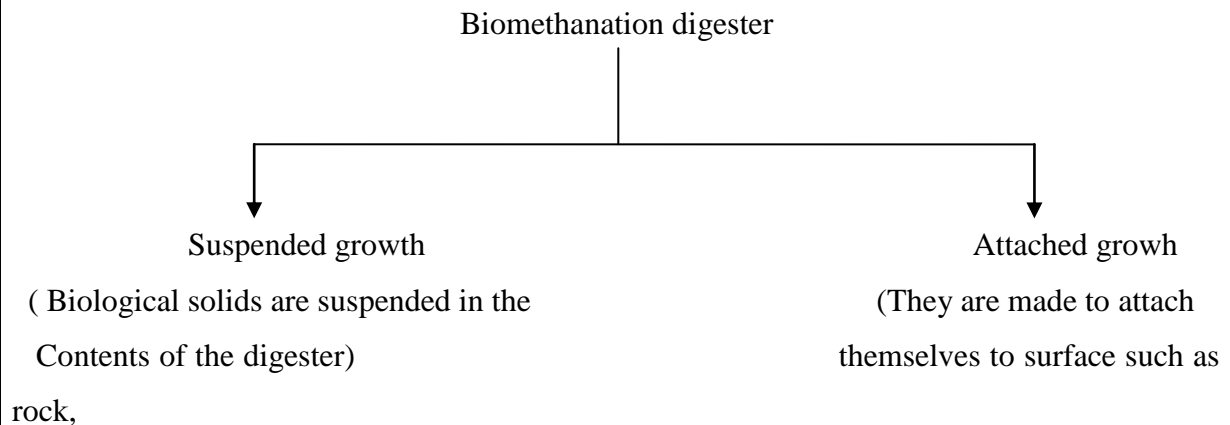 Biomethanation digester
Suspended growth
Attached growh
( Biological solids are suspended in the
(They are made to attach
Contents of the digester)
themselves to surface such as
rock,